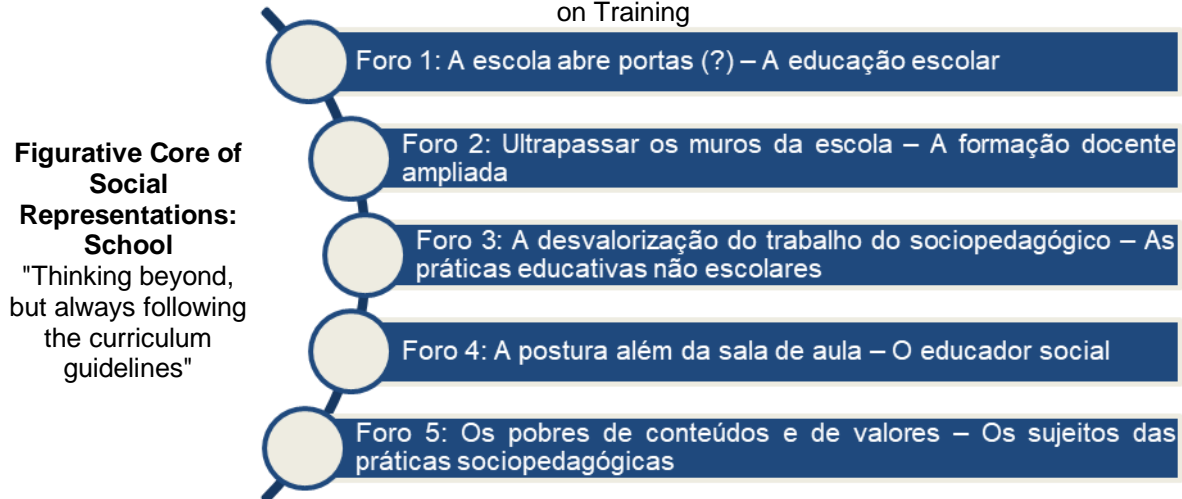 on Training
Foro 1: A escola abre portas (?) – A educação escolar
Foro 2: Ultrapassar os muros da escola – A formação docente
ampliada
Figurative Core of
Social
Representations:
School
"Thinking beyond,
but always following
the curriculum
guidelines"
Foro 3: A desvalorização do trabalho do sociopedagógico – As
práticas educativas não escolares
Foro 4: A postura além da sala de aula – O educador social
Foro 5: Os pobres de conteúdos e de valores – Os sujeitos das
práticas sociopedagógicas